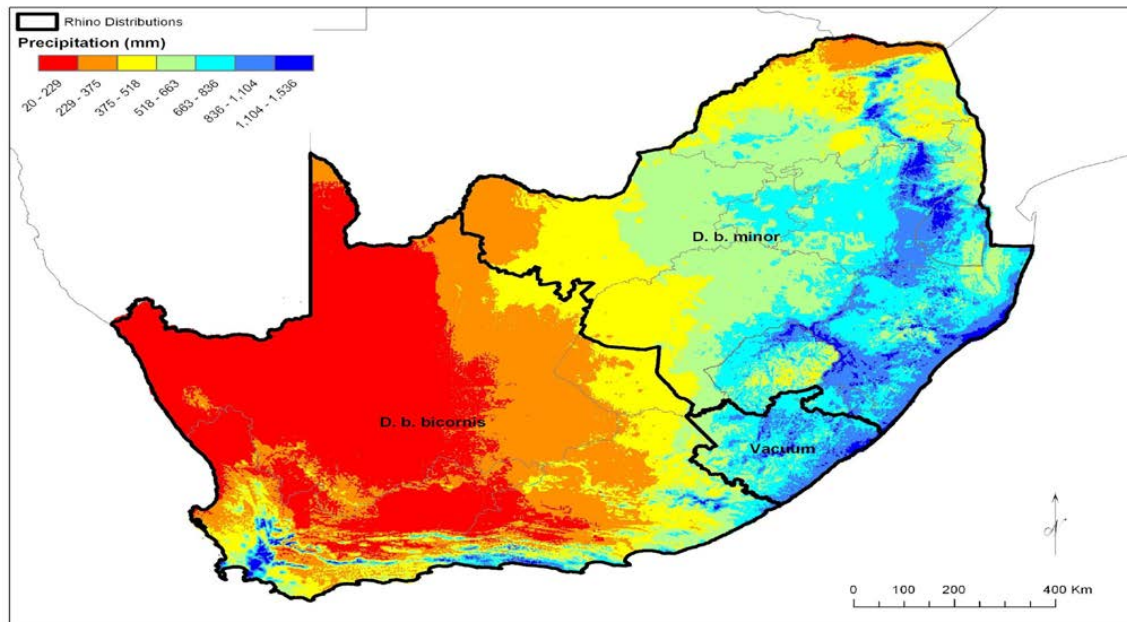 Rhino Distributions
Precipitation (mm)
20 - 229
229 - 375
375 - 518
518 - 663
663 - 836
836 - 1,104
1,104 - 1,536
D. b. minor
D. b. bicornis
Vacuum
0 100 200 400 Km